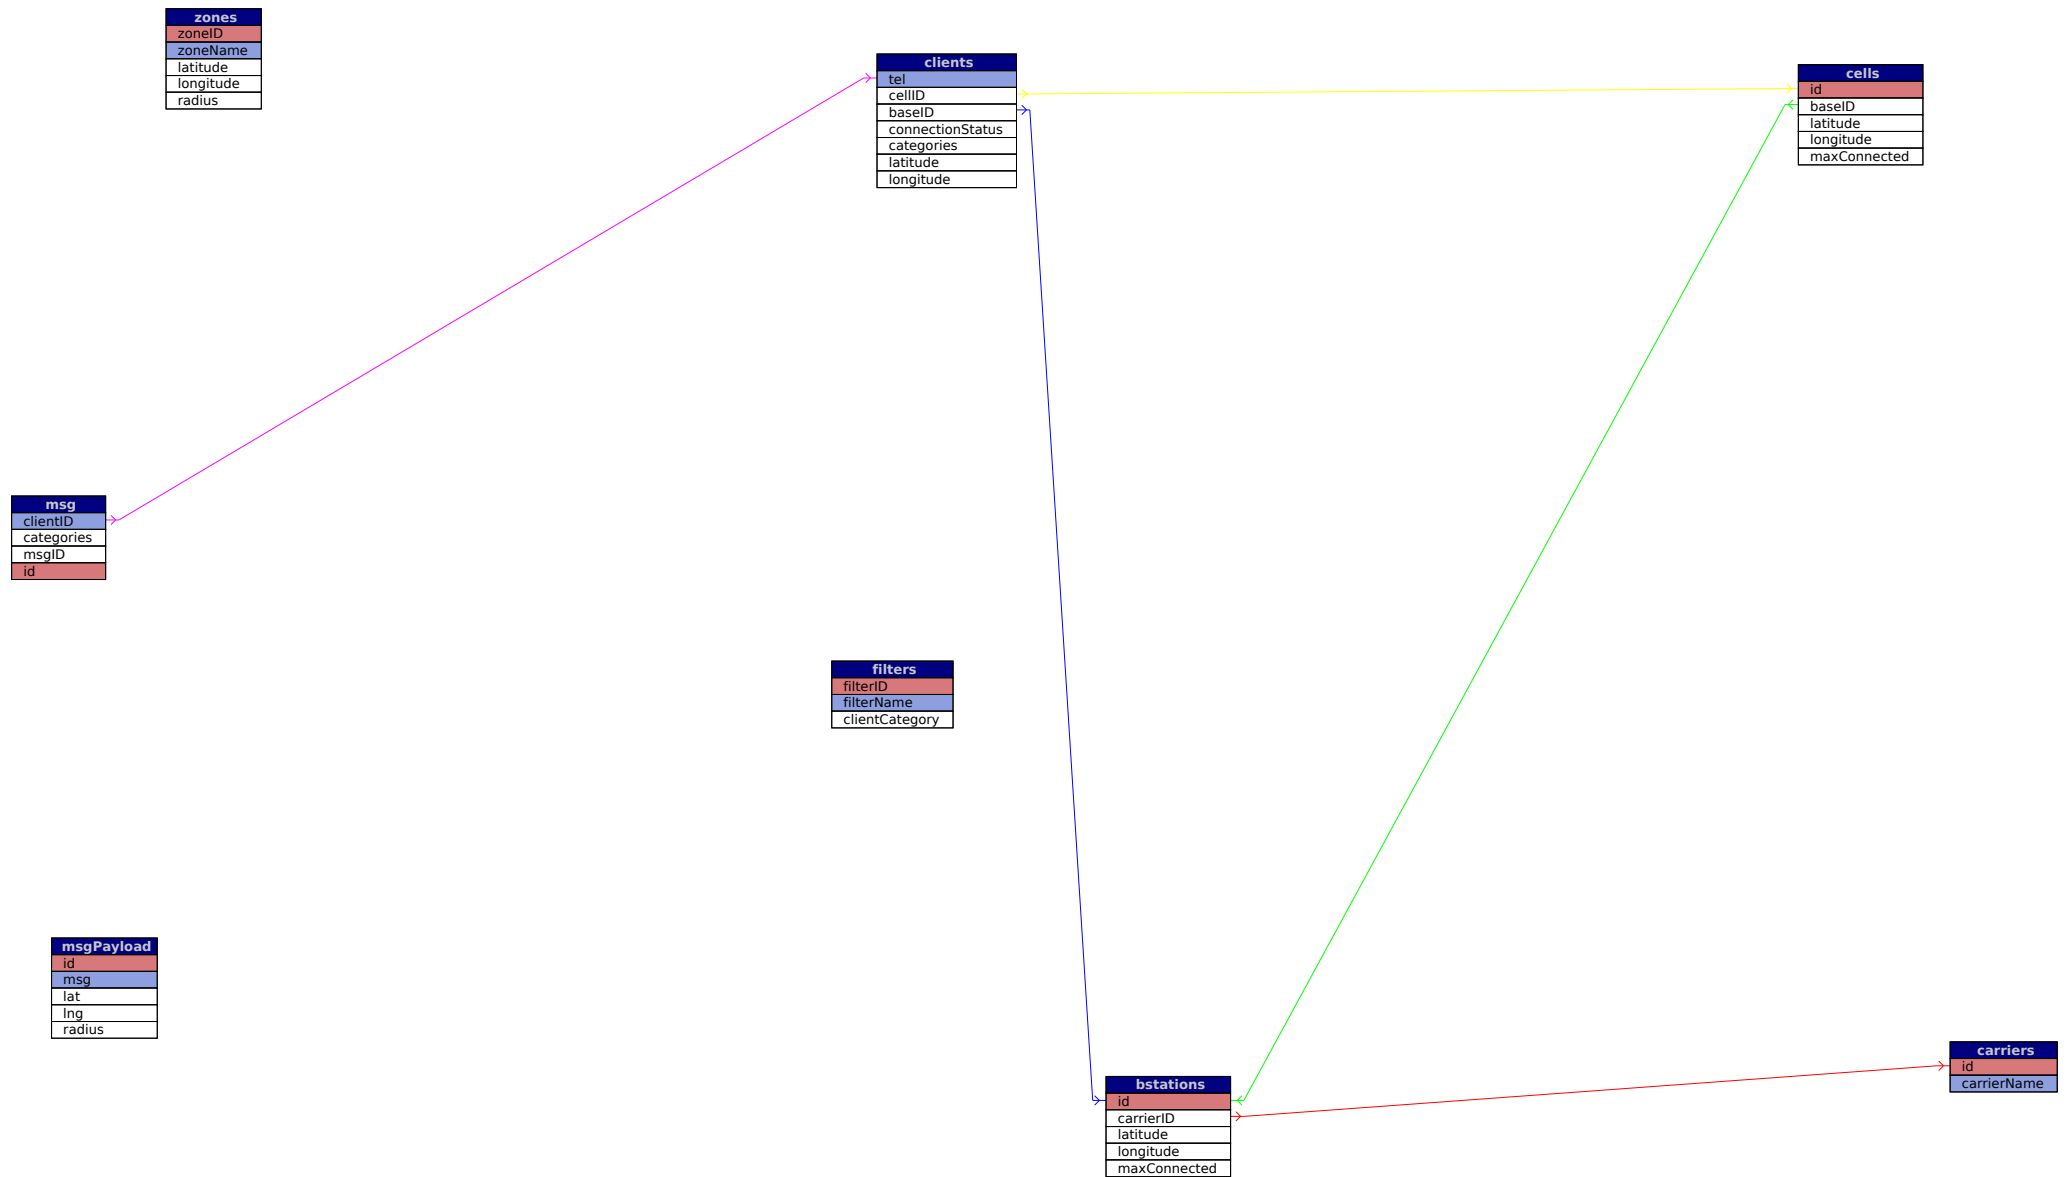 zones
zoneID
zoneName
latitude
longitude
radius
clients
tel
cellID
baseID
connectionStatus
categories
latitude
longitude
cells
id
baseID
latitude
longitude
maxConnected
msg
clientID
categories
msgID
id
filters
filterID
filterName
clientCategory
msgPayload
id
msg
lat
lng
radius
bstations
id
carrierID
latitude
longitude
maxConnected
carriers
id
carrierName